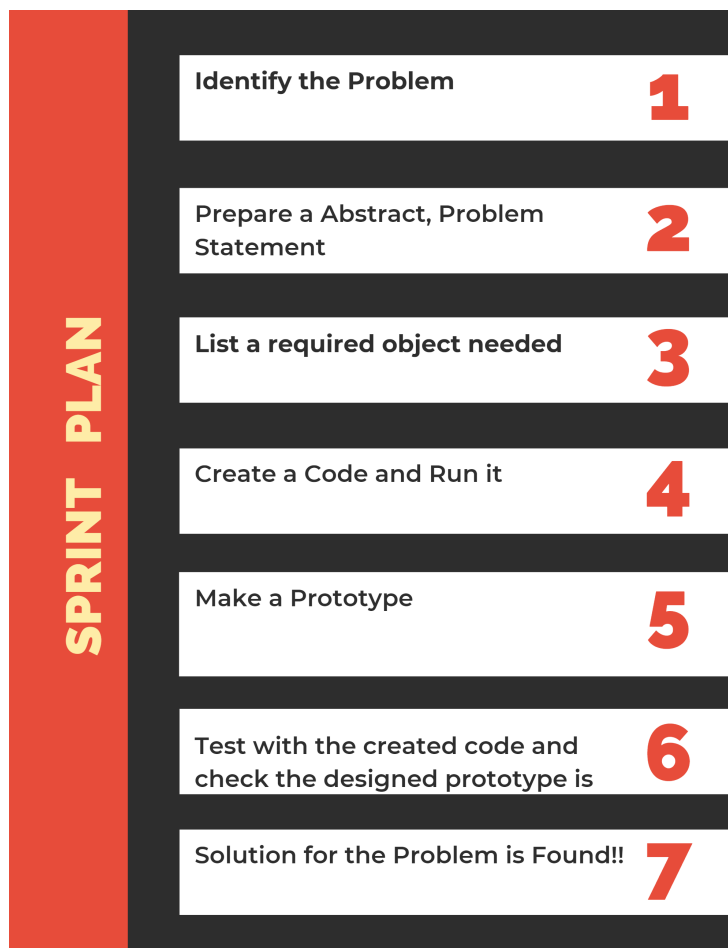 SPRINT PLAN
Identify the Problem
1
Prepare a Abstract, Problem
Statement
2
List a required object needed
3
Create a Code and Run it
4
Make a Prototype
5
Test with the created code and
check the designed prototype is
6
Solution for the Problem is Found!!
7